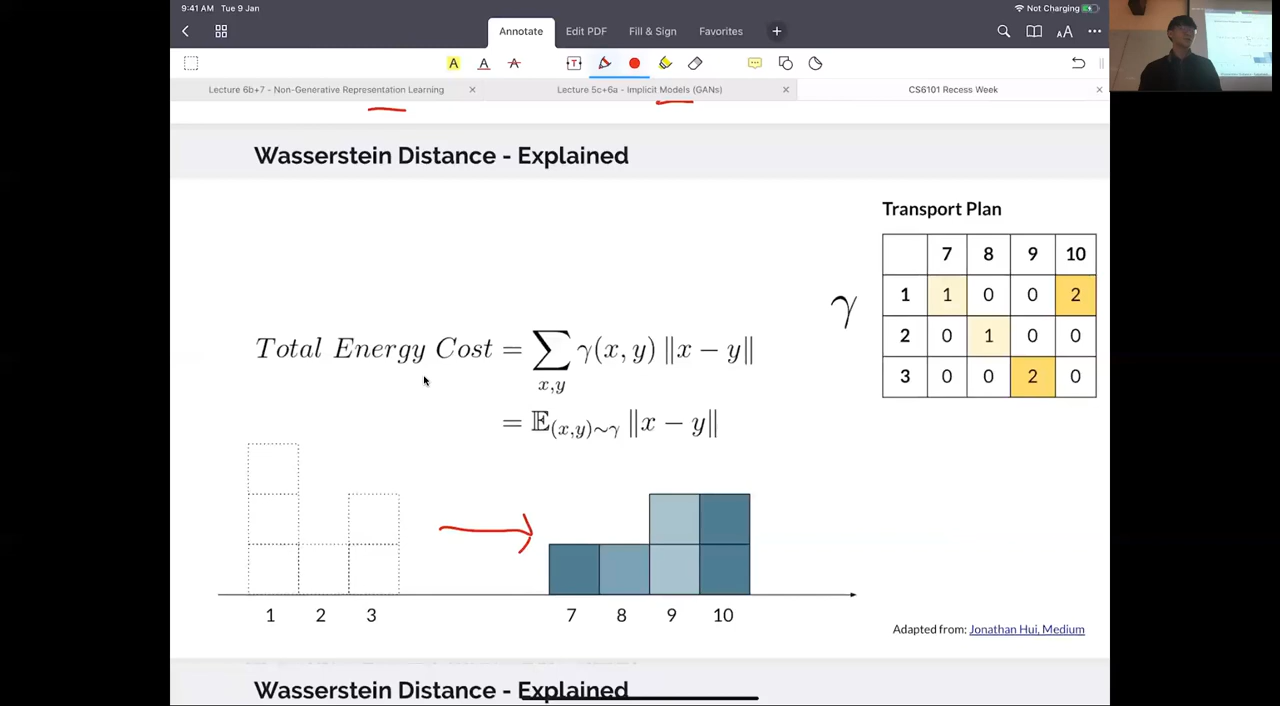 9:41 AM Tue 9 Jan
Not Charging
Annotate Edit PDF Fill & Sign Favorites +
AA
A A A T
Lecture 6b+7 - Non-Generative Representation Learning × Lecture 5c+6a - Implicit Models (GANs) × CS6101 Recess Week ×
Wasserstein Distance - Explained
Transport Plan
7 8 9 10
1 1 0 0 2
2 0 1 0 0
3 0 0 2 0
γ
Total Energy Cost = ∑ γ(x, y) ‖x − y‖
x,y
= 𝔼(x,y)∼γ ‖x − y‖
1 2 3 7 8 9 10
Adapted from: Jonathan Hui, Medium
Wasserstein Distance - Explained